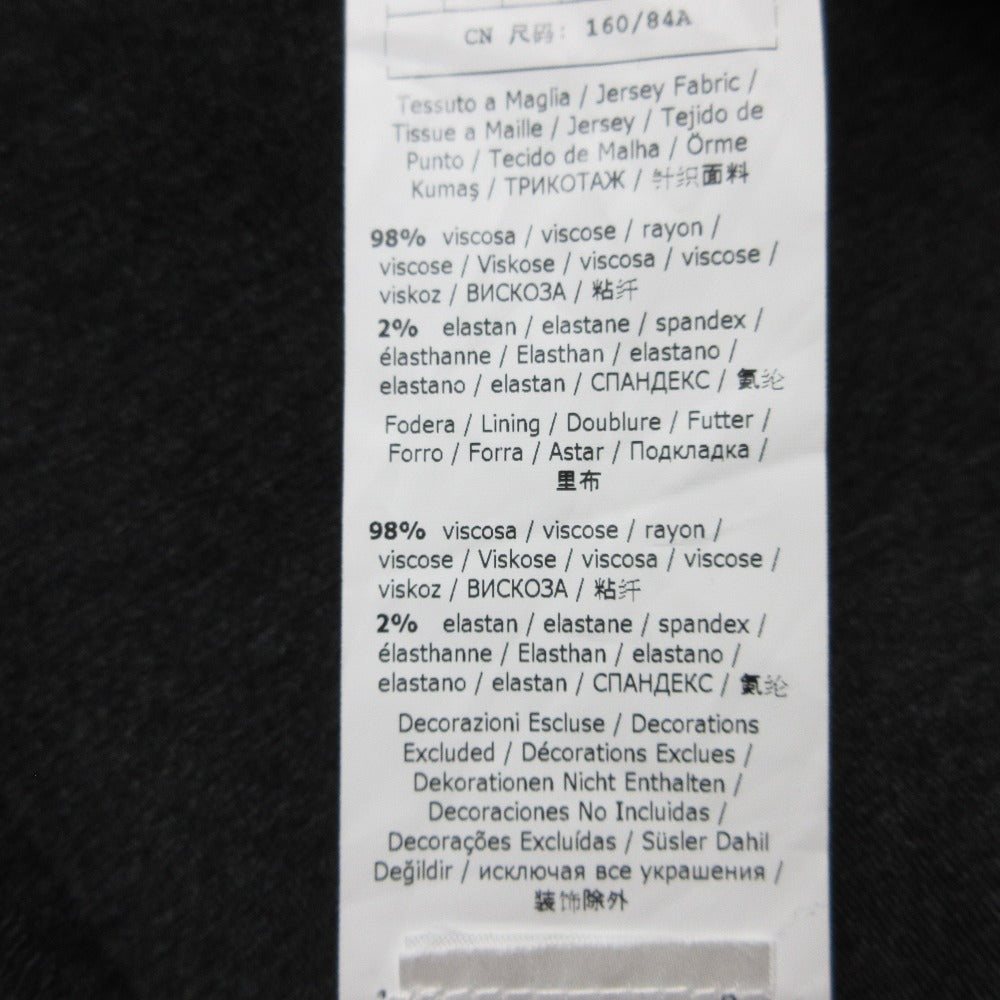 CN 尺码: 160/84A
Tessuto a Maglia / Jersey Fabric /
Tissue a Maille / Jersey / Tejido de
Punto / Tecido de Malha / Örme
Kumaş / ТРИКОТАЖ / 针织面料
98% viscosa / viscose / rayon /
viscose / Viskose / viscosa / viscose /
viskoz / ВИСКОЗА / 粘纤
2% elastan / elastane / spandex /
élasthanne / Elasthan / elastano /
elastano / elastan / СПАНДЕКС / 氨纶
Fodera / Lining / Doublure / Futter /
Forro / Forra / Astar / Подкладка /
里布
98% viscosa / viscose / rayon /
viscose / Viskose / viscosa / viscose /
viskoz / ВИСКОЗА / 粘纤
2% elastan / elastane / spandex /
élasthanne / Elasthan / elastano /
elastano / elastan / СПАНДЕКС / 氨纶
Decorazioni Escluse / Decorations
Excluded / Décorations Exclues /
Dekorationen Nicht Enthalten /
Decoraciones No Incluidas /
Decorações Excluídas / Süsler Dahil
Değildir / исключая все украшения /
装饰除外